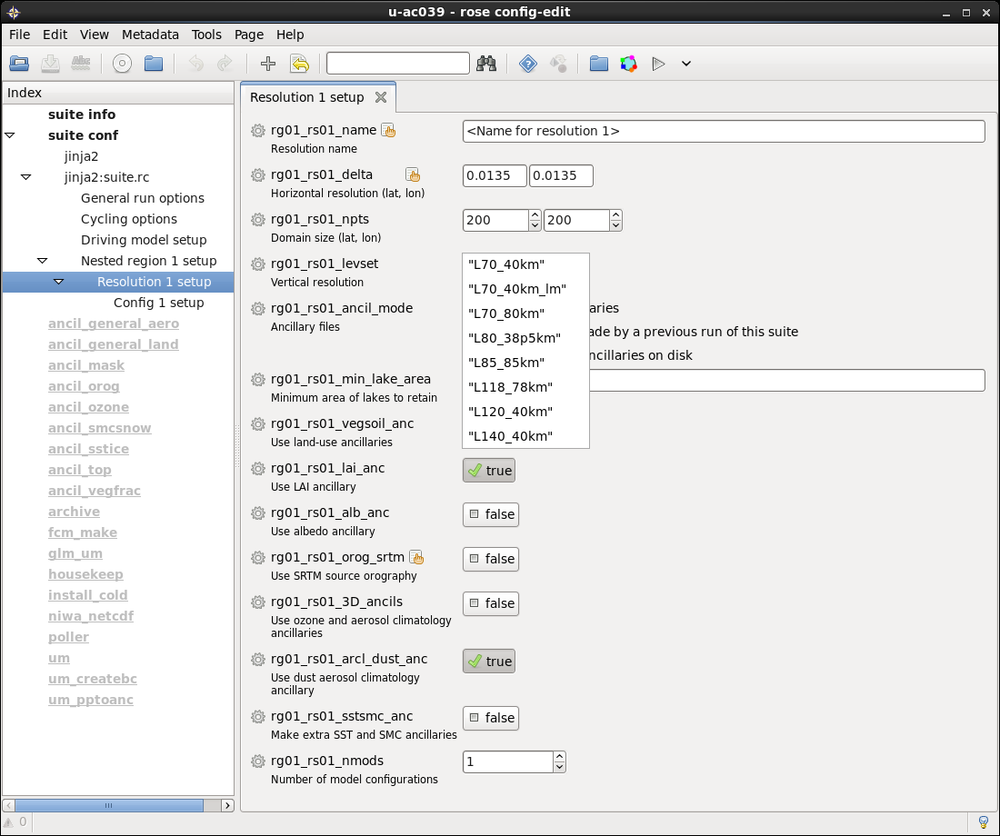 u-ac039 - rose config-edit
File Edit View Metadata Tools Page Help
Index
suite info
suite conf
jinja2
jinja2:suite.rc
General run options
Cycling options
Driving model setup
Nested region 1 setup
Resolution 1 setup
Config 1 setup
ancil_general_aero
ancil_general_land
ancil_mask
ancil_orog
ancil_ozone
ancil_smcsnow
ancil_sstice
ancil_top
ancil_vegfrac
archive
fcm_make
glm_um
housekeep
install_cold
niwa_netcdf
poller
um
um_createbc
um_pptoanc
0
Resolution 1 setup
rg01_rs01_name <Name for resolution 1>
Resolution name
rg01_rs01_delta 0.0135 0.0135
Horizontal resolution (lat, lon)
rg01_rs01_npts 200 200
Domain size (lat, lon)
rg01_rs01_levset
Vertical resolution
"L70_40km"
"L70_40km_lm"
"L70_80km"
"L80_38p5km"
"L85_85km"
"L118_78km"
"L120_40km"
"L140_40km"
rg01_rs01_ancil_mode
Ancillary files
aries
ade by a previous run of this suite
ncillaries on disk
rg01_rs01_min_lake_area
Minimum area of lakes to retain
rg01_rs01_vegsoil_anc
Use land-use ancillaries
rg01_rs01_lai_anc true
Use LAI ancillary
rg01_rs01_alb_anc false
Use albedo ancillary
rg01_rs01_orog_srtm false
Use SRTM source orography
rg01_rs01_3D_ancils false
Use ozone and aerosol climatology
ancillaries
rg01_rs01_arcl_dust_anc true
Use dust aerosol climatology
ancillary
rg01_rs01_sstsmc_anc false
Make extra SST and SMC ancillaries
rg01_rs01_nmods 1
Number of model configurations